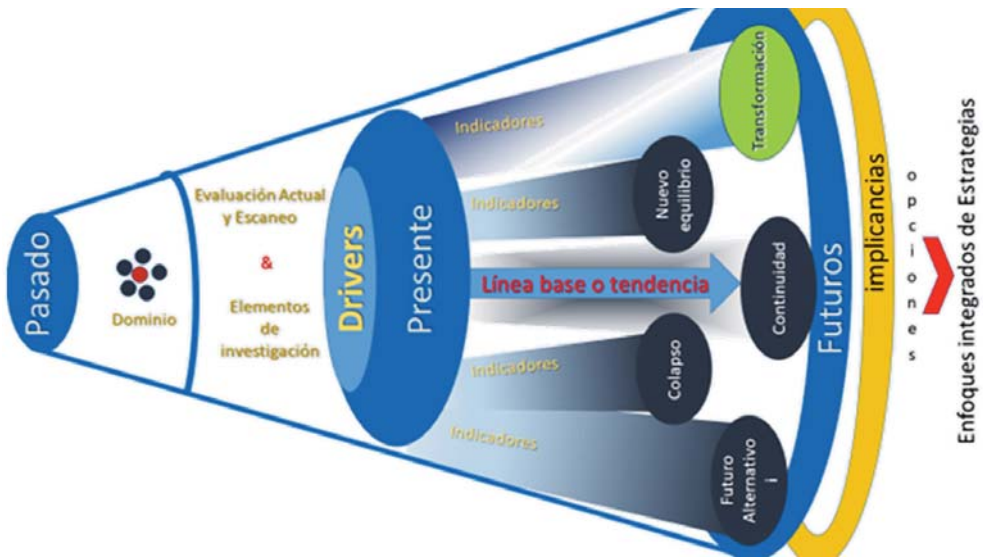 Pasado
Dominio
Evaluación Actual
y Escaneo
&
Elementos
de
investigación
Drivers
Presente
Indicadores
Indicadores
Línea base o tendencia
Indicadores
Indicadores
Transformación
Nuevo
equilibrio
Continuidad
Colapso
Futuro
Alternativo
i
Futuros
implicancias
opciones
Enfoques integrados de Estrategias